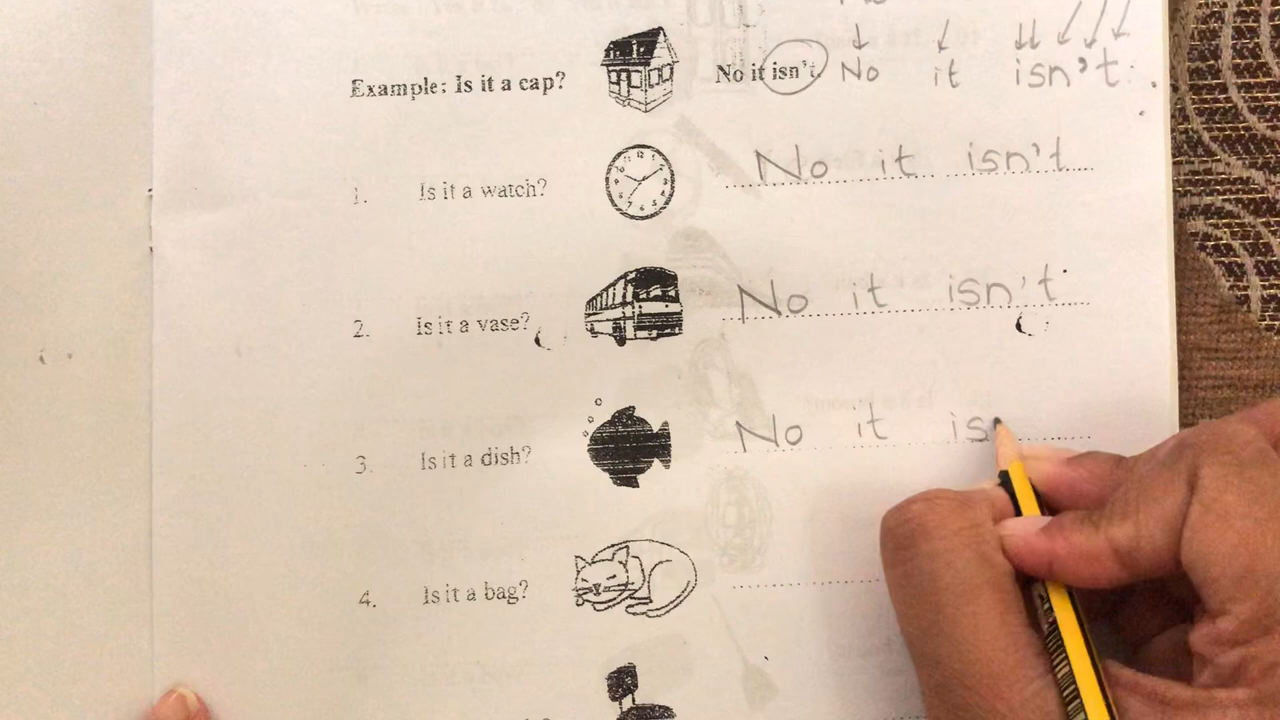 Example: Is it a cap? No it isn't. No it isn't.
1. Is it a watch? No it isn't
2. Is it a vase? No it isn't
3. Is it a dish? No it is
4. Is it a bag?